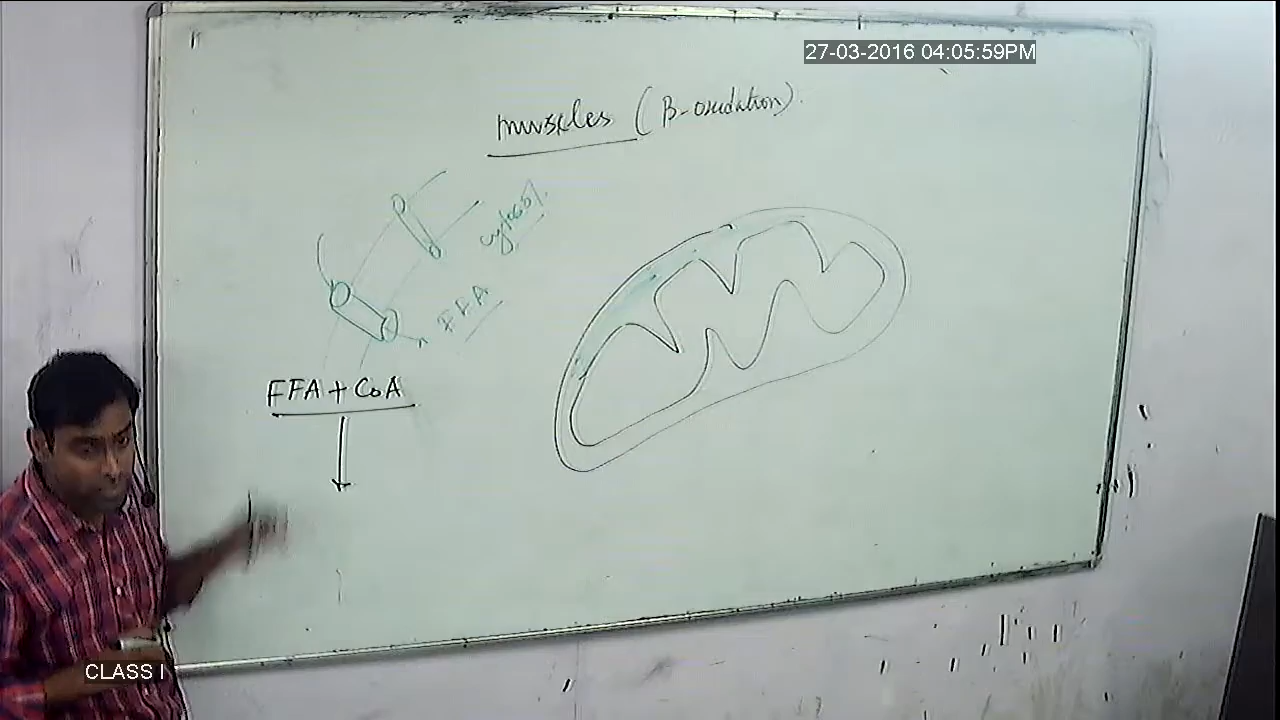 27-03-2016 04:05:59PM
muscles (β-oxidation).
cytosol
FFA
FFA + CoA
CLASS I